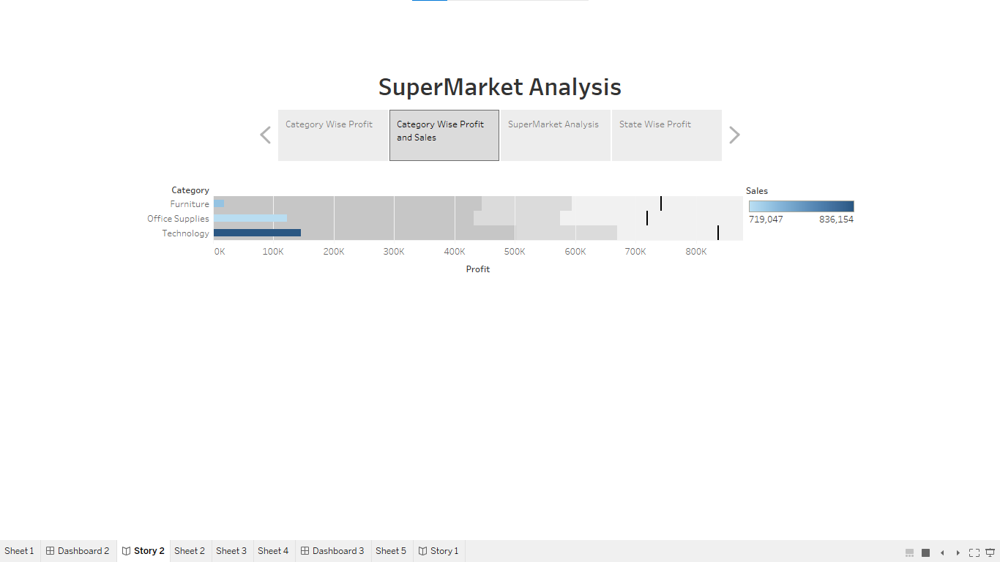 SuperMarket Analysis
Category Wise Profit
Category Wise Profit
and Sales
SuperMarket Analysis
State Wise Profit
Category
Furniture
Office Supplies
Technology
0K 100K 200K 300K 400K 500K 600K 700K 800K
Profit
Sales
719,047 836,154
Sheet 1 Dashboard 2 Story 2 Sheet 2 Sheet 3 Sheet 4 Dashboard 3 Sheet 5 Story 1